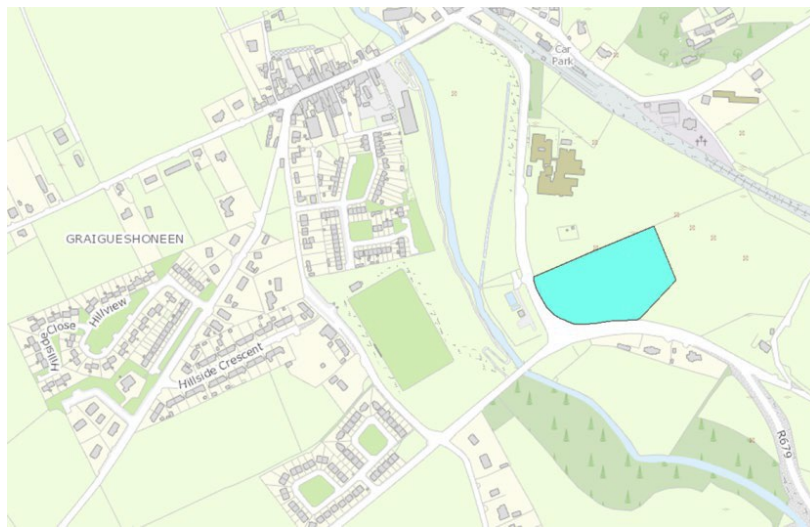 Car
Park
GRAIGUESHONEEN
Hillside Close
Hillview
Hillside Crescent
R679